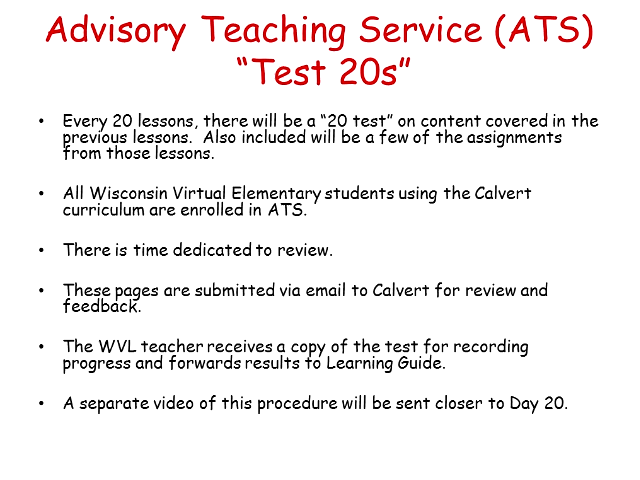 Advisory Teaching Service (ATS)
“Test 20s”
• Every 20 lessons, there will be a “20 test” on content covered in the
previous lessons.  Also included will be a few of the assignments
from those lessons.
• All Wisconsin Virtual Elementary students using the Calvert
curriculum are enrolled in ATS.
• There is time dedicated to review.
• These pages are submitted via email to Calvert for review and
feedback.
• The WVL teacher receives a copy of the test for recording
progress and forwards results to Learning Guide.
• A separate video of this procedure will be sent closer to Day 20.